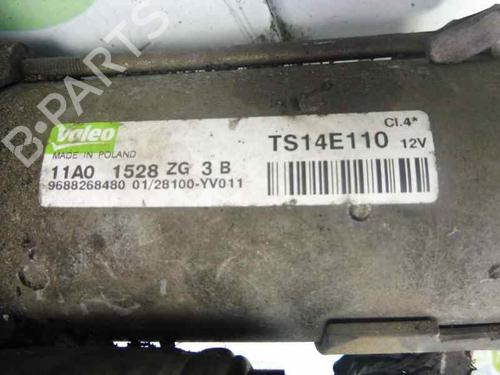 B-PARTS
Valeo
MADE IN POLAND
11A0 1528 ZG 3 B
9688268480 01/28100-YV011
Cl.4*
TS14E110 12V